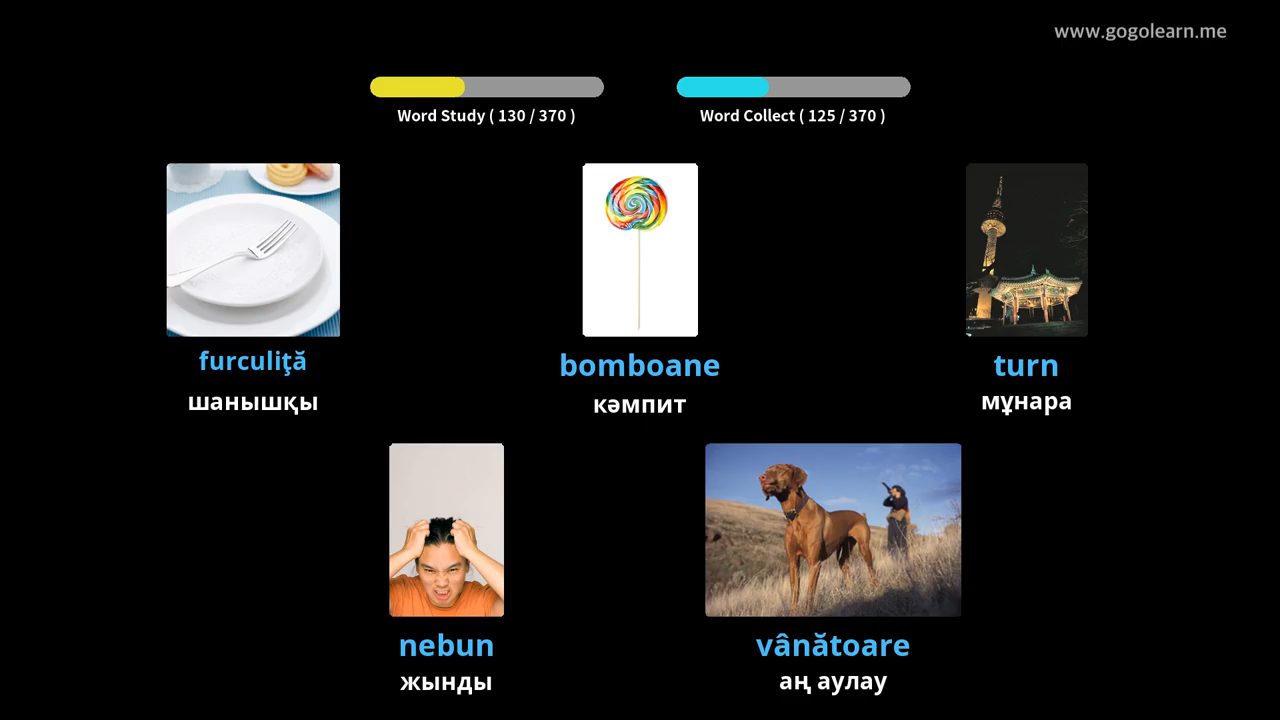 www.gogolearn.me
Word Study ( 130 / 370 )
Word Collect ( 125 / 370 )
furculiţă
bomboane
turn
шанышқы
кәмпит
мұнара
nebun
vânătoare
жынды
аң аулау